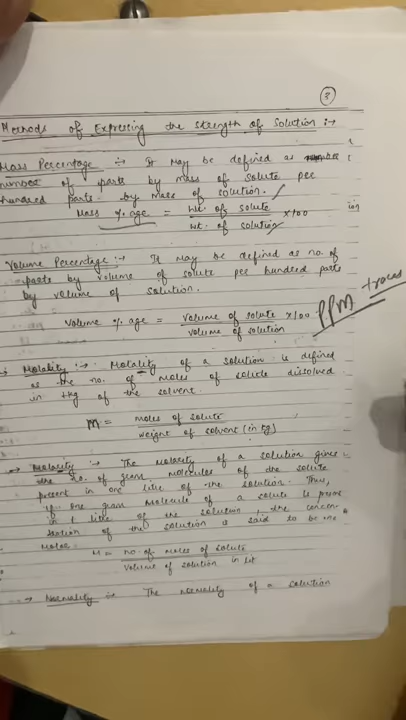 (3)
Methods of Expressing the Strength of Solution :→
Mass Percentage :→ It may be defined as
number of parts by mass of solute per
hundred parts by mass of solution.
Mass %age = wt. of solute / wt. of solution × 100
Volume Percentage :→ It may be defined as no. of
parts by volume of solute per hundred parts
by volume of solution.
Volume %age = volume of solute / volume of solution × 100
PPM traces
Molality :→ Molality of a solution is defined
as the no. of moles of solute dissolved
in 1kg of the solvent.
m = moles of solute / weight of solvent (in kg)
→ Molarity :→ The molarity of a solution gives
the no. of gram molecules of the solute
present in one litre of the solution. Thus,
if one gram molecule of a solute is present
in 1 litre of the solution, the concen-
tration of the solution is said to be one
molar.
M = no. of moles of solute / volume of solution in lit
→ Normality :→ The normality of a solution